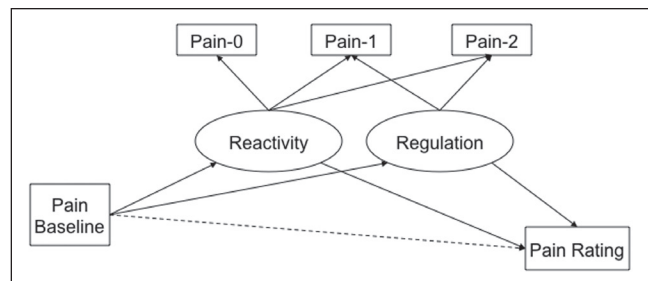 Pain-0 Pain-1 Pain-2
Reactivity Regulation
Pain
Baseline
Pain Rating